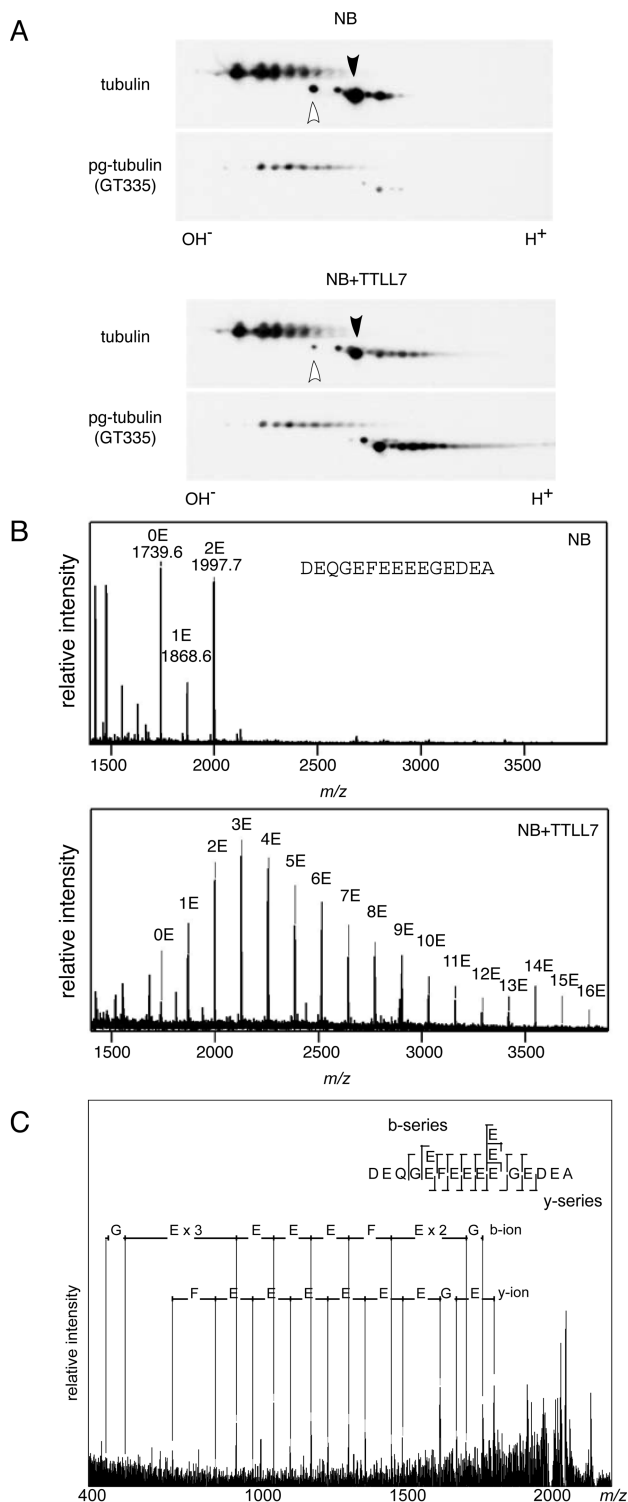 A
NB
tubulin
pg-tubulin
(GT335)
OH- H+
NB+TTLL7
tubulin
pg-tubulin
(GT335)
OH- H+
B
relative intensity
NB
0E
1739.6
2E
1997.7
DEQGEFEEEEGEDEA
1E
1868.6
1500 2000 2500 3000 3500
m/z
relative intensity
NB+TTLL7
0E 1E 2E 3E 4E 5E 6E 7E 8E 9E 10E 11E 12E 13E 14E 15E 16E
1500 2000 2500 3000 3500
m/z
C
relative intensity
b-series
E
E E
DEQGEFEEEEGEDEA
y-series
G E x 3 E E E F E x 2 G b-ion
F E E E E E E G E y-ion
400 1000 1500 2000 m/z